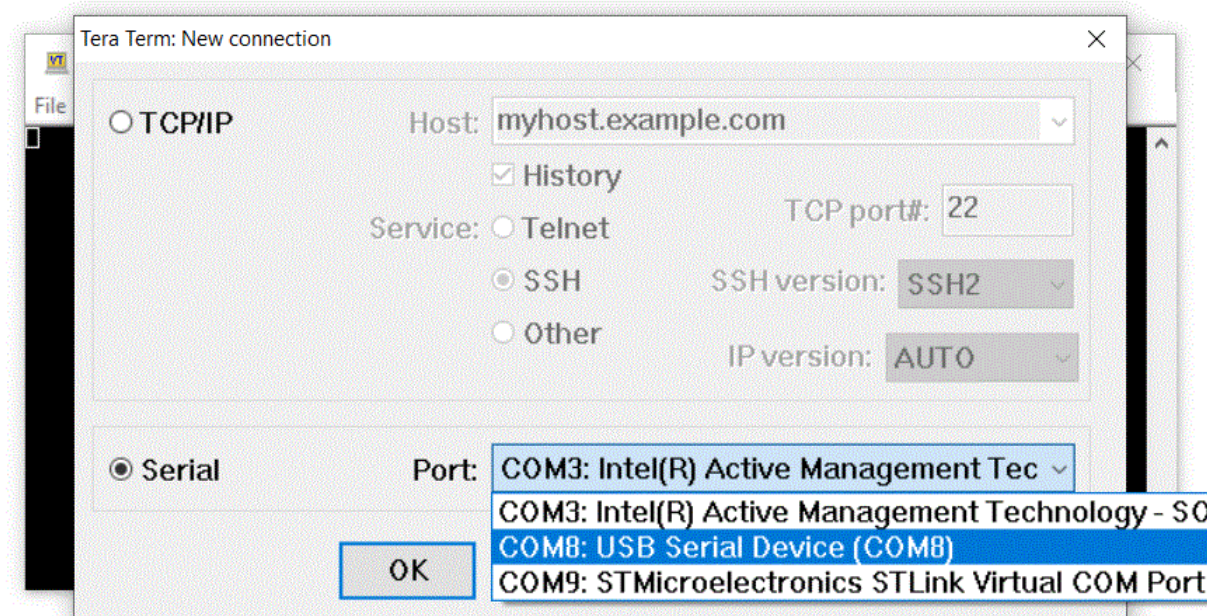 Tera Term: New connection
VT
File
TCP/IP
Host: myhost.example.com
History
TCP port#: 22
Service: Telnet
SSH
SSH version: SSH2
Other
IP version: AUTO
Serial
Port: COM3: Intel(R) Active Management Tec
COM3: Intel(R) Active Management Technology - SO
COM8: USB Serial Device (COM8)
COM9: STMicroelectronics STLink Virtual COM Port
OK